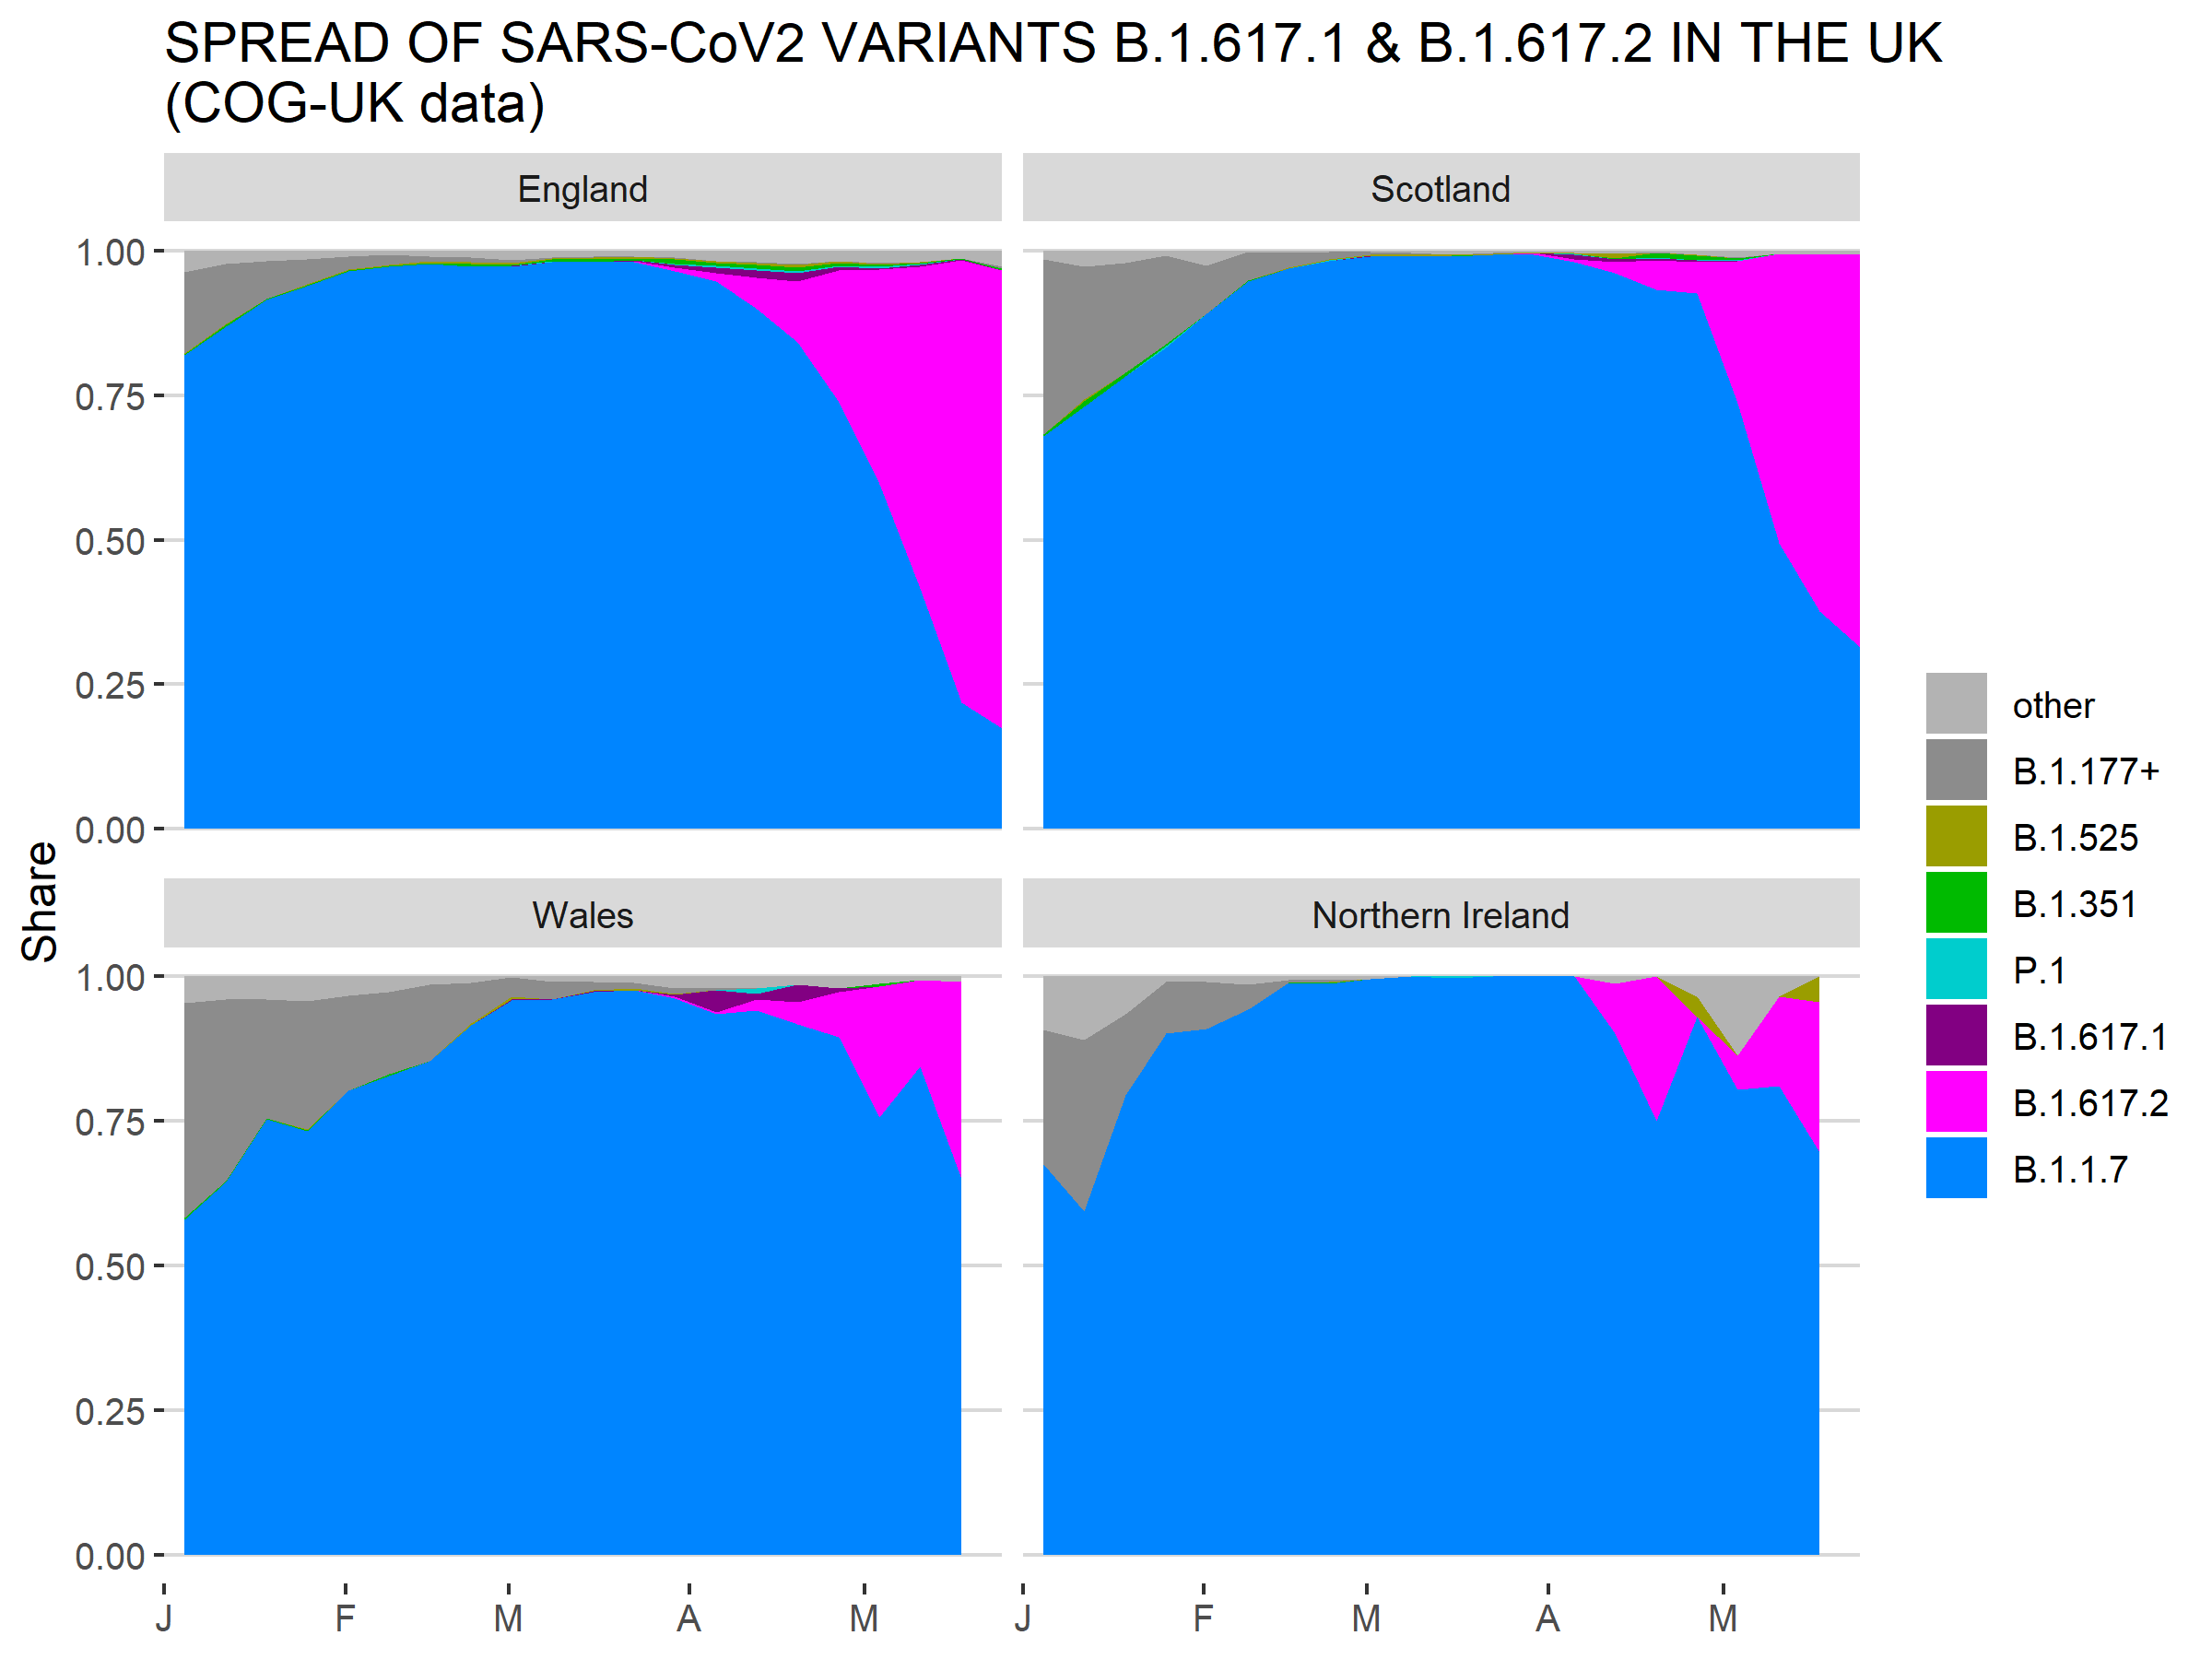 SPREAD OF SARS-CoV2 VARIANTS B.1.617.1 & B.1.617.2 IN THE UK
(COG-UK data)
England
Scotland
1.00
0.75
0.50
0.25
0.00
Share
Wales
Northern Ireland
1.00
0.75
0.50
0.25
0.00
J F M A M
J F M A M
other
B.1.177+
B.1.525
B.1.351
P.1
B.1.617.1
B.1.617.2
B.1.1.7